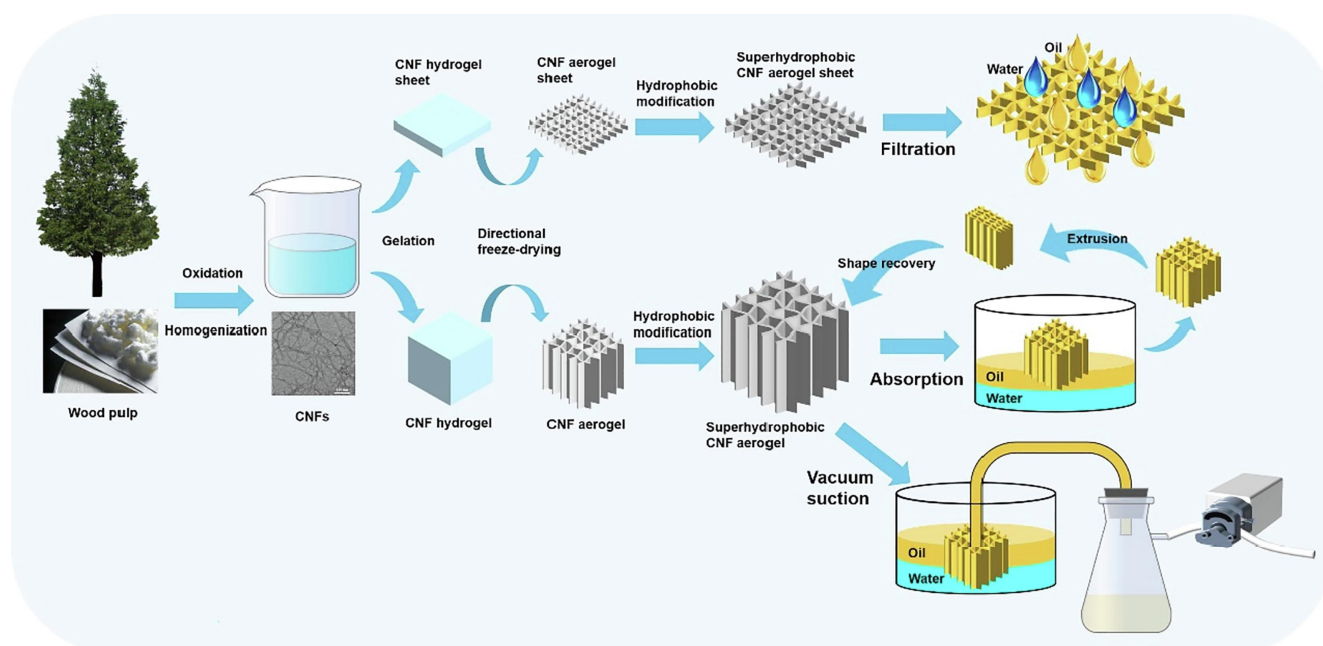 CNF hydrogel
sheet
CNF aerogel
sheet
Hydrophobic
modification
Superhydrophobic
CNF aerogel sheet
Filtration
Oil
Water
Gelation
Directional
freeze-drying
Oxidation
Homogenization
Wood pulp
CNFs
CNF hydrogel
CNF aerogel
Hydrophobic
modification
Superhydrophobic
CNF aerogel
Shape recovery
Extrusion
Absorption
Oil
Water
Vacuum
suction
Oil
Water